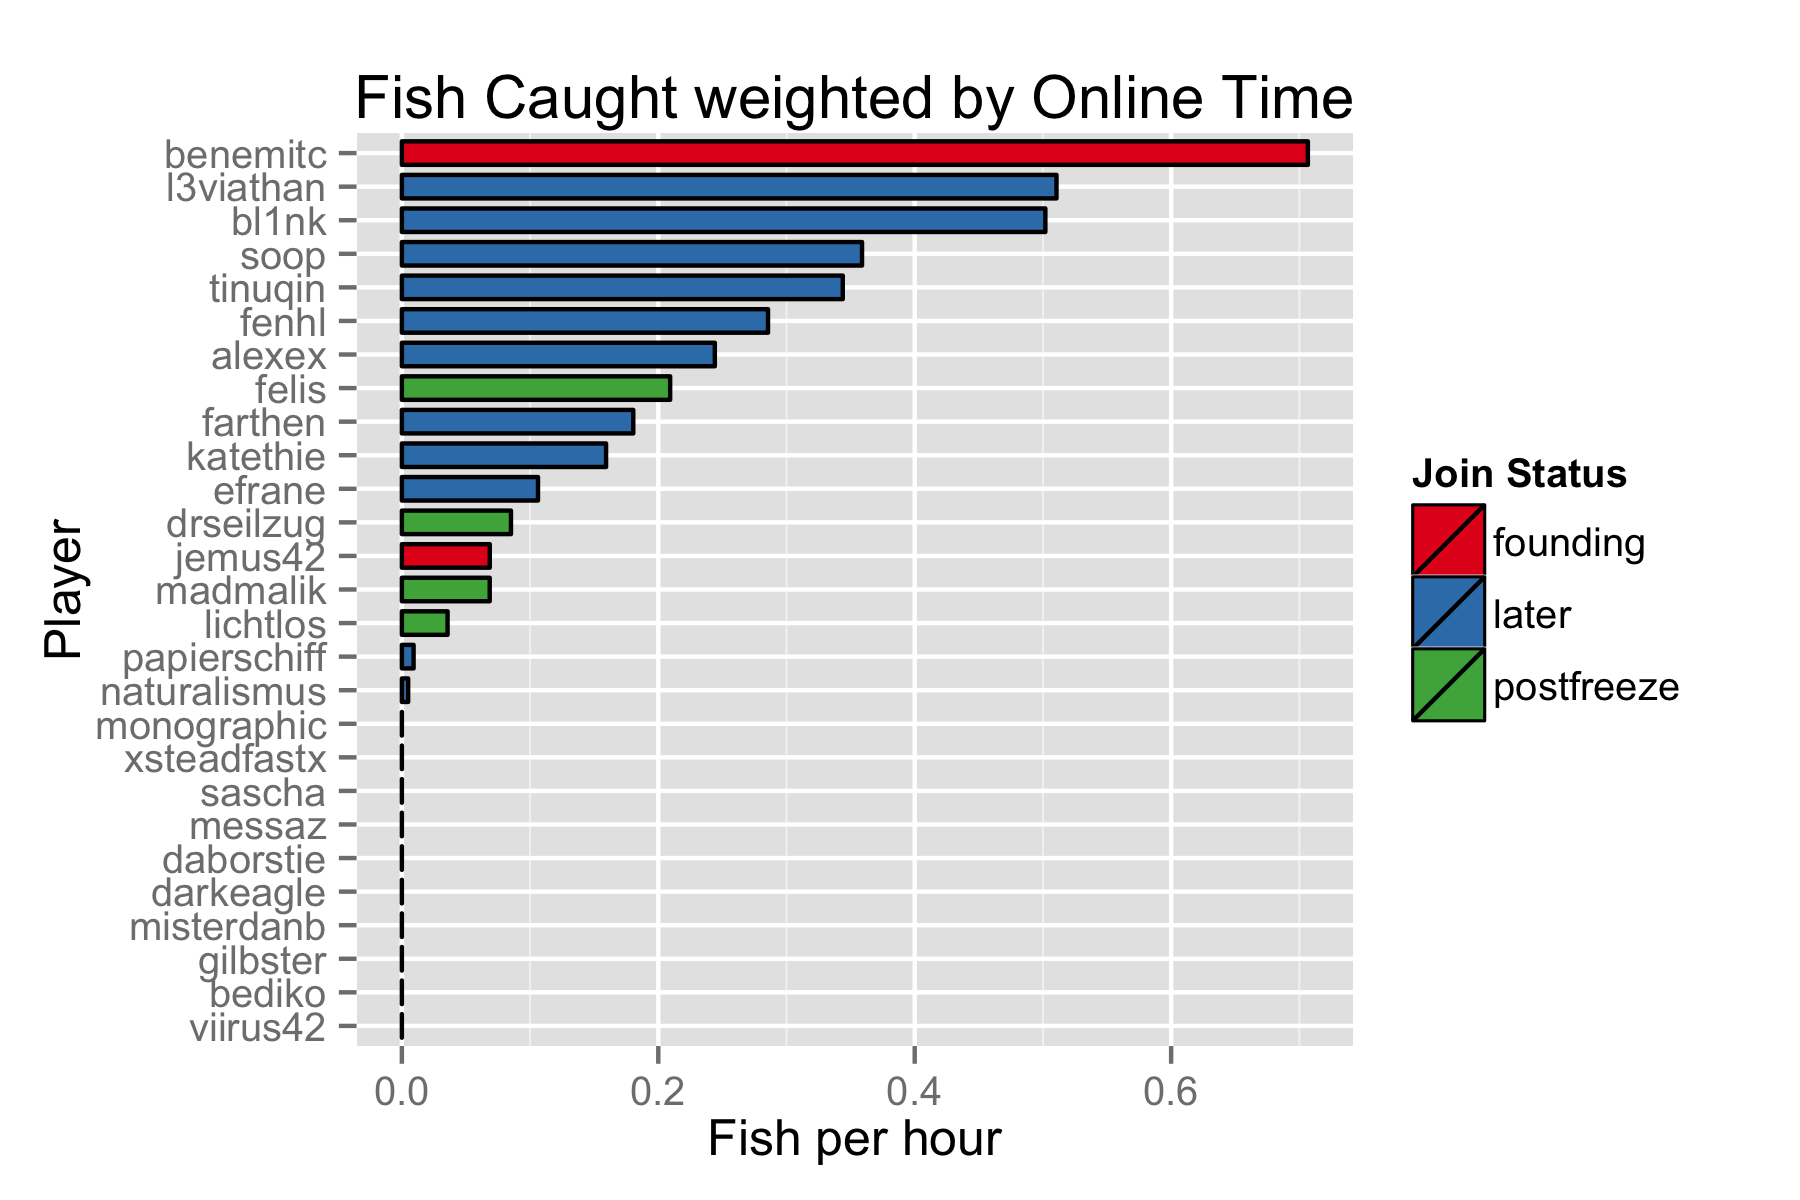 Fish Caught weighted by Online Time
benemitc
l3viathan
bl1nk
soop
tinuqin
fenhl
alexex
felis
farthen
katethie
efrane
drseilzug
jemus42
madmalik
lichtlos
papierschiff
naturalismus
monographic
xsteadfastx
sascha
messaz
daborstie
darkeagle
misterdanb
gilbster
bediko
viirus42
Player
0.0 0.2 0.4 0.6
Fish per hour
Join Status
founding
later
postfreeze